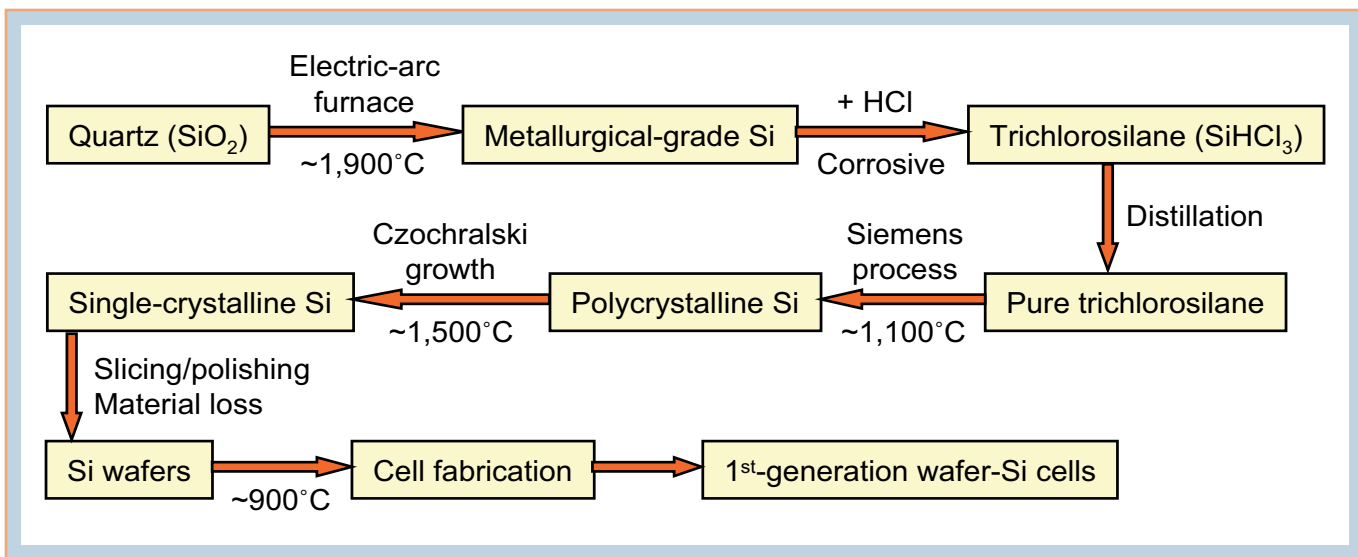 Electric-arc
furnace
Quartz (SiO₂)
~1,900˚C
Metallurgical-grade Si
+ HCl
Corrosive
Trichlorosilane (SiHCl₃)
Distillation
Pure trichlorosilane
Siemens
process
~1,100˚C
Polycrystalline Si
Czochralski
growth
~1,500˚C
Single-crystalline Si
Slicing/polishing
Material loss
Si wafers
~900˚C
Cell fabrication
1ˢᵗ-generation wafer-Si cells